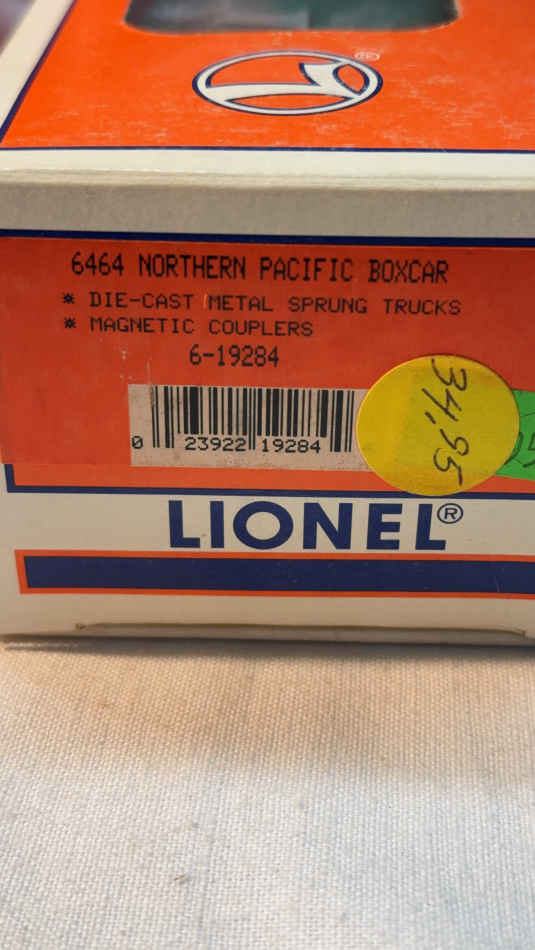 ®
6464 NORTHERN PACIFIC BOXCAR
* DIE-CAST METAL SPRUNG TRUCKS
* MAGNETIC COUPLERS
6-19284
0 23922 19284
34.95
LIONEL®